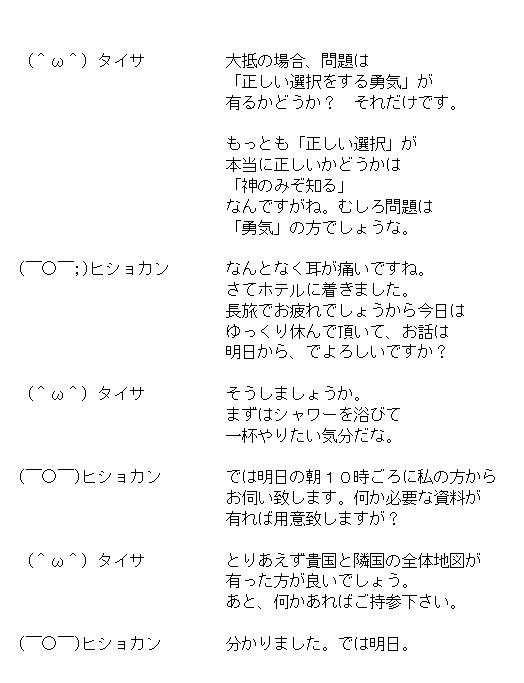 （＾ω＾）タイサ　　　　大抵の場合、問題は
「正しい選択をする勇気」が
有るかどうか？　それだけです。
もっとも「正しい選択」が
本当に正しいかどうかは
「神のみぞ知る」
なんですがね。むしろ問題は
「勇気」の方でしょうな。
(￣〇￣;)ヒショカン　　　　なんとなく耳が痛いですね。
さてホテルに着きました。
長旅でお疲れでしょうから今日は
ゆっくり休んで頂いて、お話は
明日から、でよろしいですか？
（＾ω＾）タイサ　　　　そうしましょうか。
まずはシャワーを浴びて
一杯やりたい気分だな。
(￣〇￣)ヒショカン　　　　では明日の朝１０時ごろに私の方から
お伺い致します。何か必要な資料が
有れば用意致しますが？
（＾ω＾）タイサ　　　　とりあえず貴国と隣国の全体地図が
有った方が良いでしょう。
あと、何かあればご持参下さい。
(￣〇￣)ヒショカン　　　　分かりました。では明日。